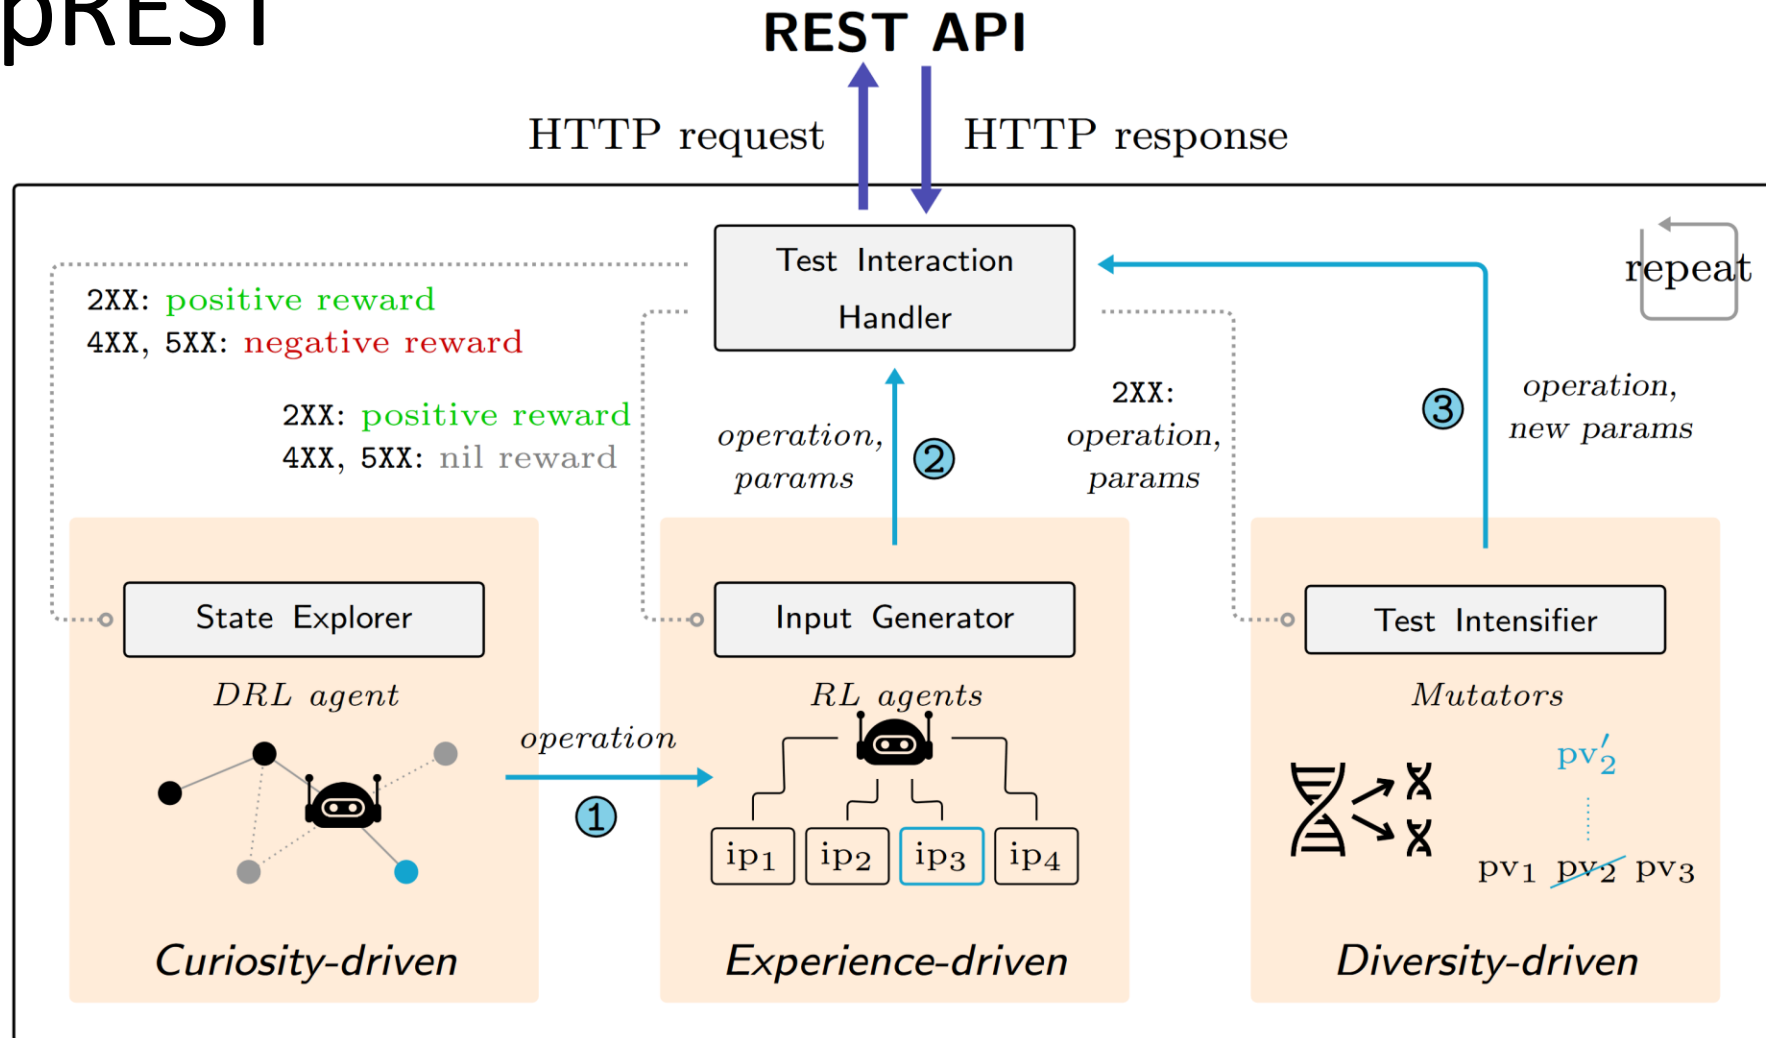 pREST
REST API
HTTP request
HTTP response
Test Interaction
Handler
repeat
2XX: positive reward
4XX, 5XX: negative reward
2XX: positive reward
4XX, 5XX: nil reward
operation,
params
2
2XX:
operation,
params
3
operation,
new params
State Explorer
Input Generator
Test Intensifier
DRL agent
operation
1
RL agents
Mutators
ip1 ip2 ip3 ip4
pv′2
pv1 pv2 pv3
Curiosity-driven
Experience-driven
Diversity-driven